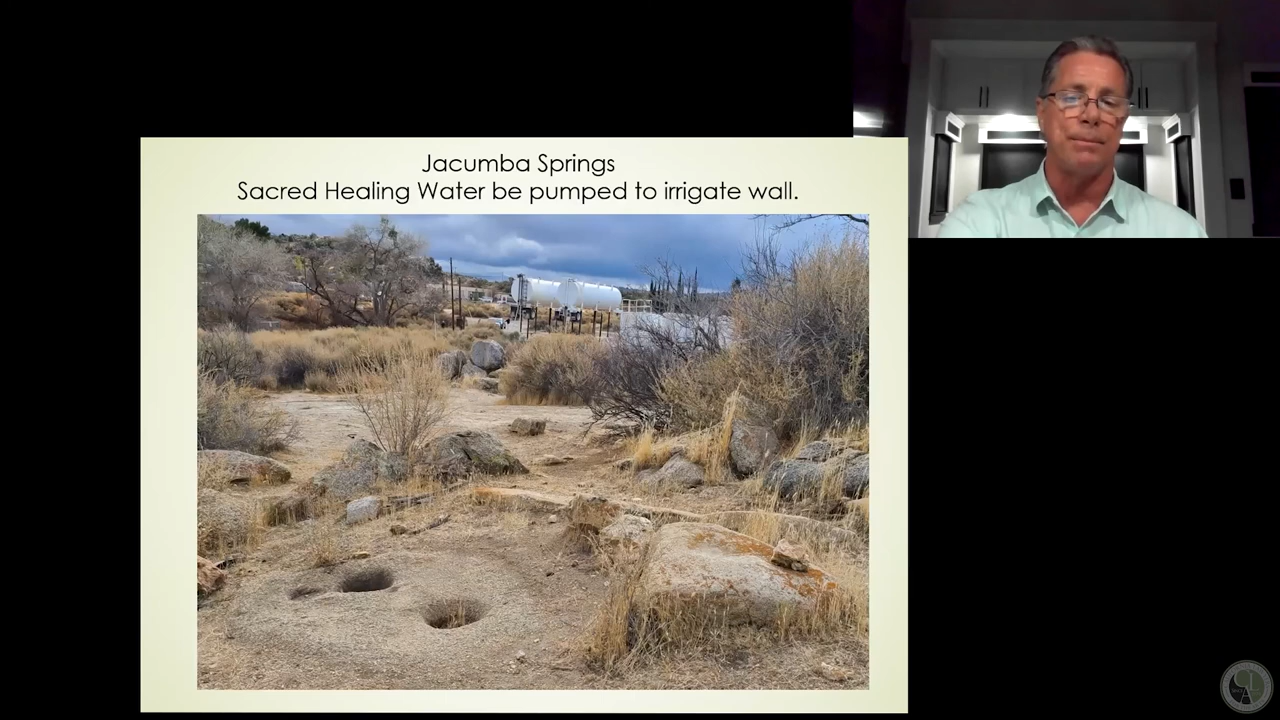 Jacumba Springs
Sacred Healing Water be pumped to irrigate wall.